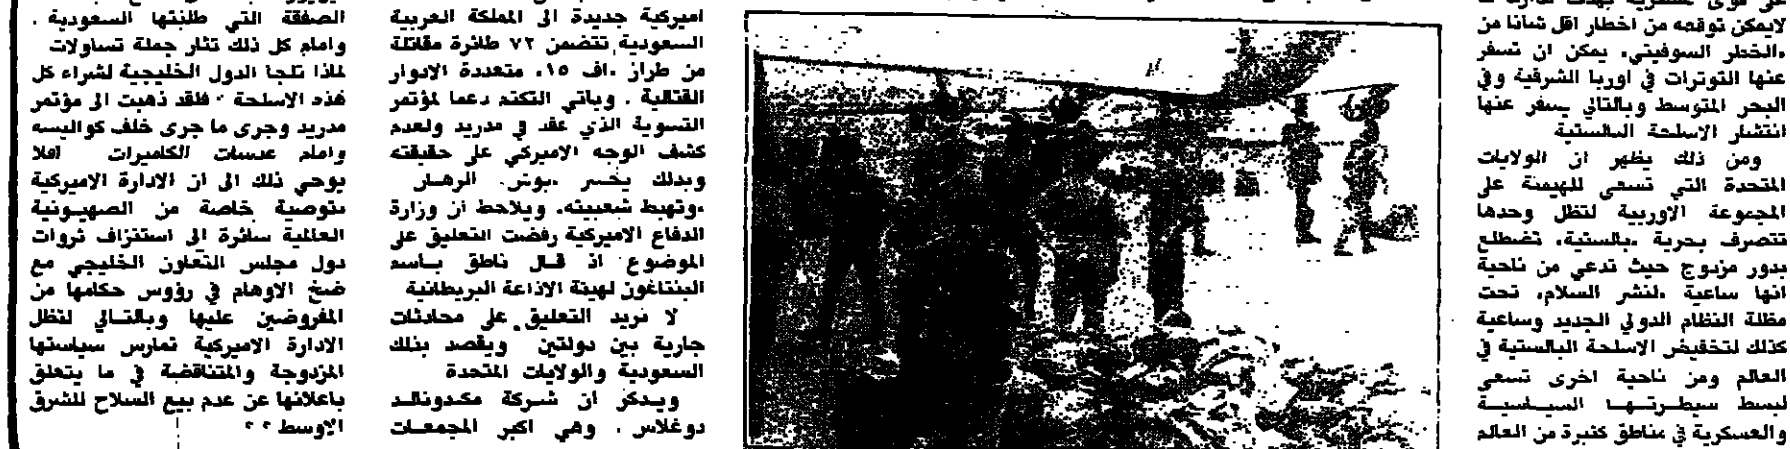 لايمكن توقعه من اخطار اقل شأنا من
«الخطر السوفيتي» يمكن ان تسفر
عنها التوترات في اوربا الشرقية وفي
البحر المتوسط وبالتالي يسفر عنها
انتشار الاسلحة البالستية
ومن ذلك يظهر ان الولايات
المتحدة التي تسعى للهيمنة على
المجموعة الاوربية لتظل وحدها
تتصرف بحرية «بالستية» تضطلع
بدور مزدوج حيث تدعي من ناحية
انها ساعية «لنشر السلام» تحت
مظلة النظام الدولي الجديد وساعية
كذلك لتخفيض الاسلحة البالستية في
العالم ومن ناحية اخرى تسعى
لبسط سيطرتها السياسية
والعسكرية في مناطق كثيرة من العالم
اميركية جديدة الى المملكة العربية
السعودية تتضمن ٧٢ طائرة مقاتلة
من طراز «اف ١٥» متعددة الادوار
القتالية . وياتي التكتم دعما لمؤتمر
التسوية الذي عقد في مدريد ولعدم
كشف الوجه الاميركي على حقيقته
وبذلك يخسر «بوش» الرهان
«وتهبط شعبيته» ويلاحظ ان وزارة
الدفاع الاميركية رفضت التعليق على
الموضوع اذ قال ناطق باسم
البنتاغون لهيئة الاذاعة البريطانية
لا نريد التعليق على محادثات
جارية بين دولتين ويقصد بذلك
السعودية والولايات المتحدة
ويذكر ان شركة مكدونالد
دوغلاس . وهي اكبر المجمعات
الصفقة التي طلبتها السعودية .
وامام كل ذلك تثار جملة تساولات
لماذا تلجا الدول الخليجية لشراء كل
هذه الاسلحة فلقد ذهبت الى مؤتمر
مدريد وجرى ما جرى خلف كواليسه
وامام عدسات الكاميرات افلا
يوحي ذلك الى ان الادارة الاميركية
بتوصية خاصة من الصهيونية
العالمية سائرة الى استنزاف ثروات
دول مجلس التعاون الخليجي مع
ضخ الاوهام في رؤوس حكامها من
المفروضين عليها وبالتالي لتظل
الادارة الاميركية تمارس سياستها
المزدوجة والمتناقضة في ما يتعلق
باعلانها عن عدم بيع السلاح للشرق
الاوسط ؟؟